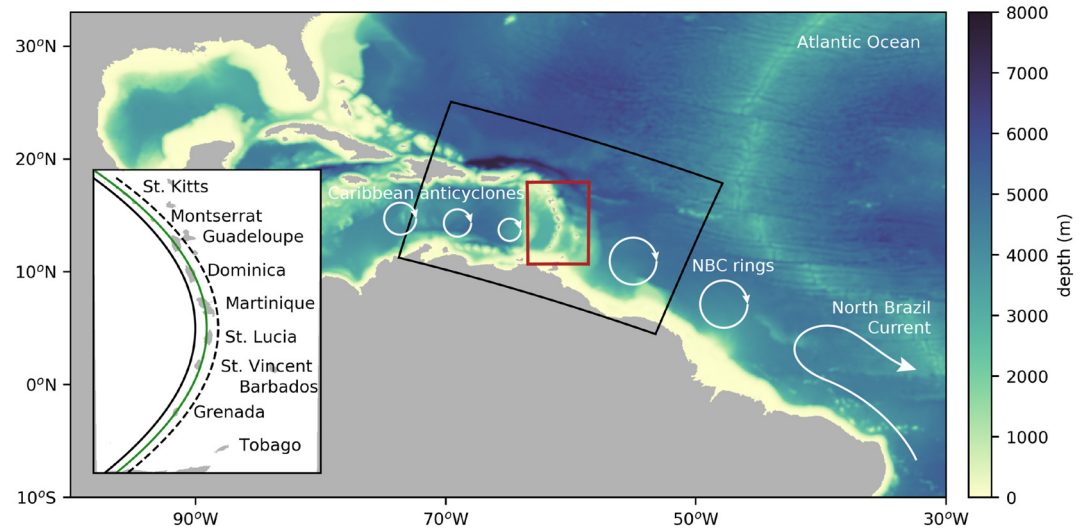 30°N
20°N
10°N
0°N
10°S
90°W
70°W
50°W
30°W
Atlantic Ocean
Caribbean anticyclones
NBC rings
North Brazil
Current
St. Kitts
Montserrat
Guadeloupe
Dominica
Martinique
St. Lucia
St. Vincent
Barbados
Grenada
Tobago
8000
7000
6000
5000
4000
3000
2000
1000
0
depth (m)